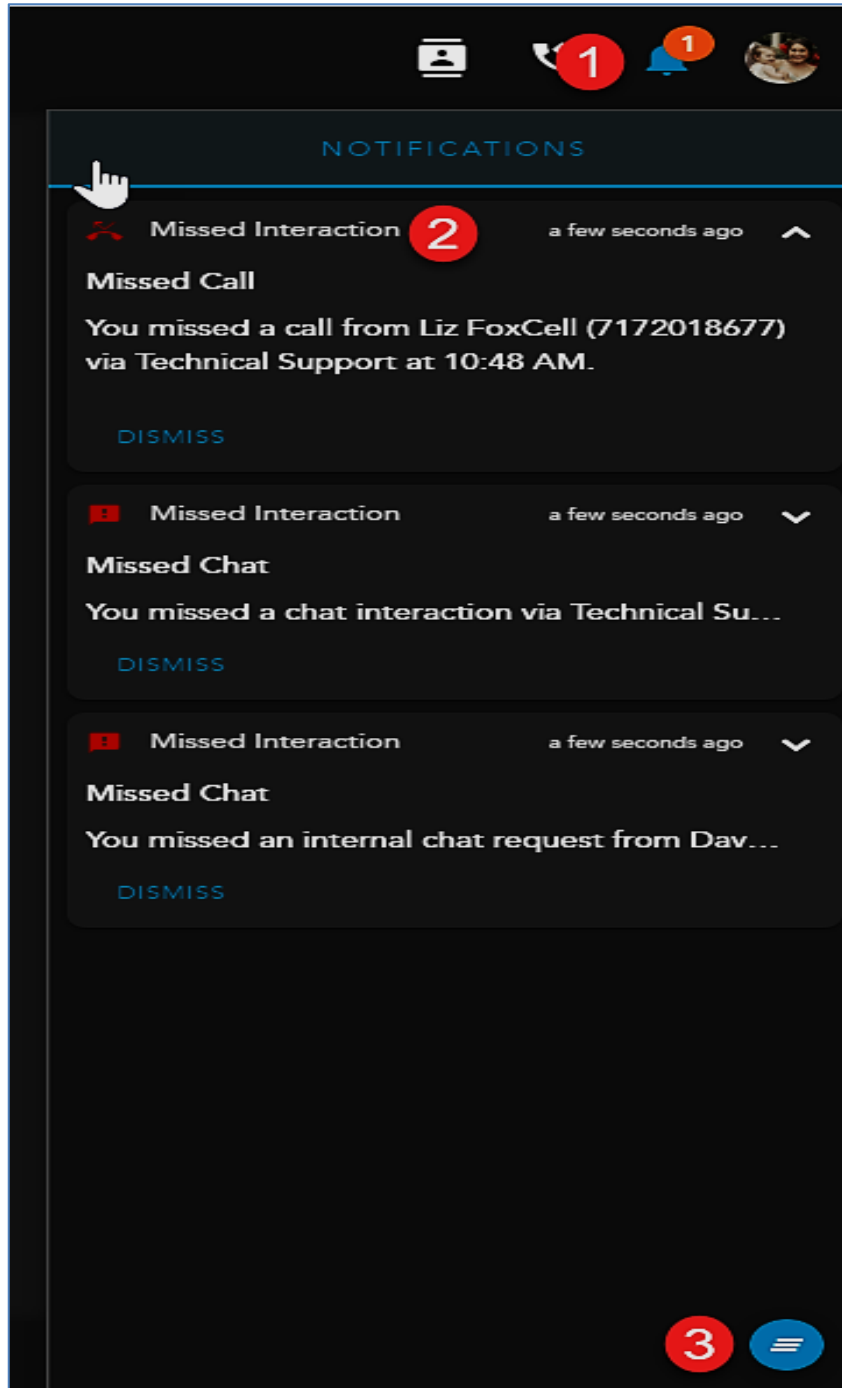 1
1
NOTIFICATIONS
Missed Interaction 2 a few seconds ago
Missed Call
You missed a call from Liz FoxCell (7172018677)
via Technical Support at 10:48 AM.
DISMISS
Missed Interaction a few seconds ago
Missed Chat
You missed a chat interaction via Technical Su...
DISMISS
Missed Interaction a few seconds ago
Missed Chat
You missed an internal chat request from Dav...
DISMISS
3